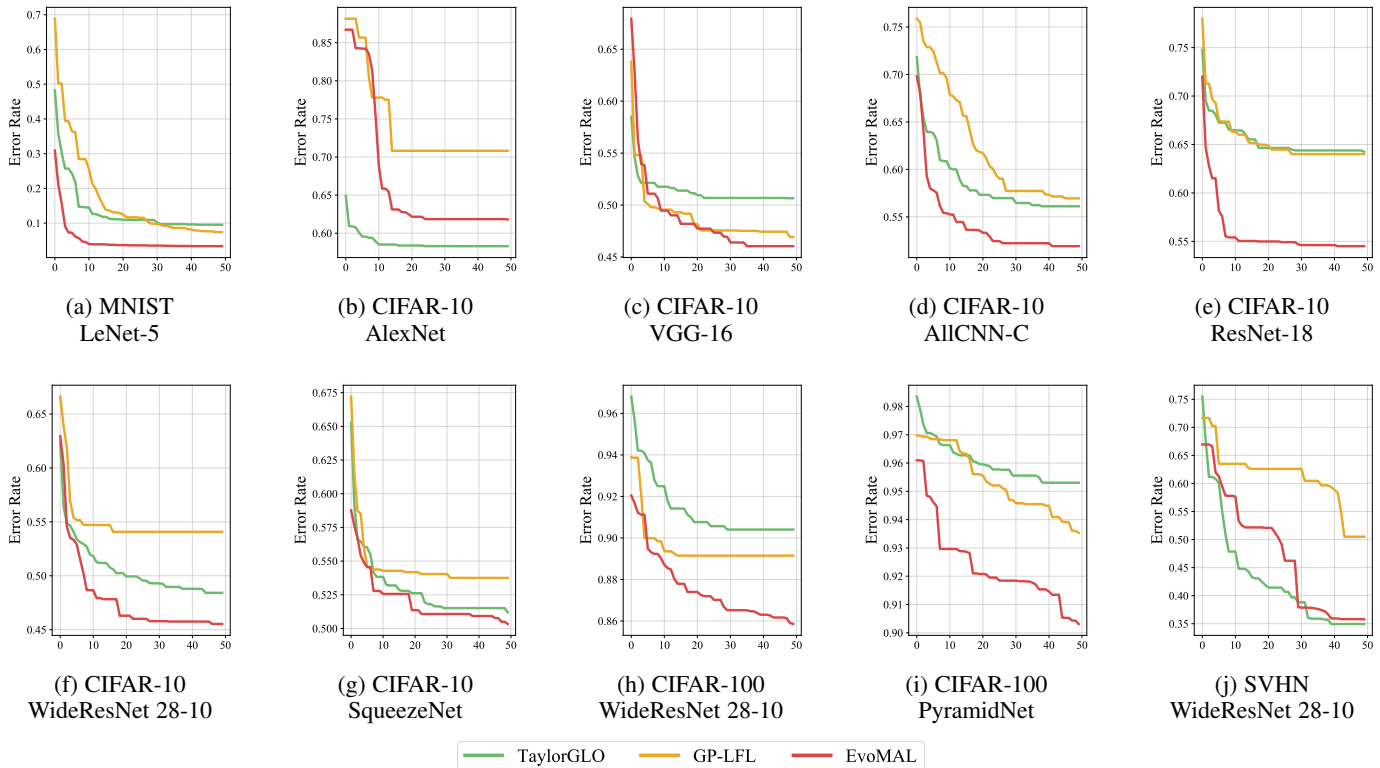 0.7
0.6
0.5
0.4
0.3
0.2
0.1
Error Rate
0 10 20 30 40 50
(a) MNIST
LeNet-5
0.85
0.80
0.75
0.70
0.65
0.60
Error Rate
0 10 20 30 40 50
(b) CIFAR-10
AlexNet
0.65
0.60
0.55
0.50
0.45
Error Rate
0 10 20 30 40 50
(c) CIFAR-10
VGG-16
0.75
0.70
0.65
0.60
0.55
Error Rate
0 10 20 30 40 50
(d) CIFAR-10
AllCNN-C
0.75
0.70
0.65
0.60
0.55
Error Rate
0 10 20 30 40 50
(e) CIFAR-10
ResNet-18
0.65
0.60
0.55
0.50
0.45
Error Rate
0 10 20 30 40 50
(f) CIFAR-10
WideResNet 28-10
0.675
0.650
0.625
0.600
0.575
0.550
0.525
0.500
Error Rate
0 10 20 30 40 50
(g) CIFAR-10
SqueezeNet
0.96
0.94
0.92
0.90
0.88
0.86
Error Rate
0 10 20 30 40 50
(h) CIFAR-100
WideResNet 28-10
0.98
0.97
0.96
0.95
0.94
0.93
0.92
0.91
0.90
Error Rate
0 10 20 30 40 50
(i) CIFAR-100
PyramidNet
0.75
0.70
0.65
0.60
0.55
0.50
0.45
0.40
0.35
Error Rate
0 10 20 30 40 50
(j) SVHN
WideResNet 28-10
TaylorGLO GP-LFL EvoMAL